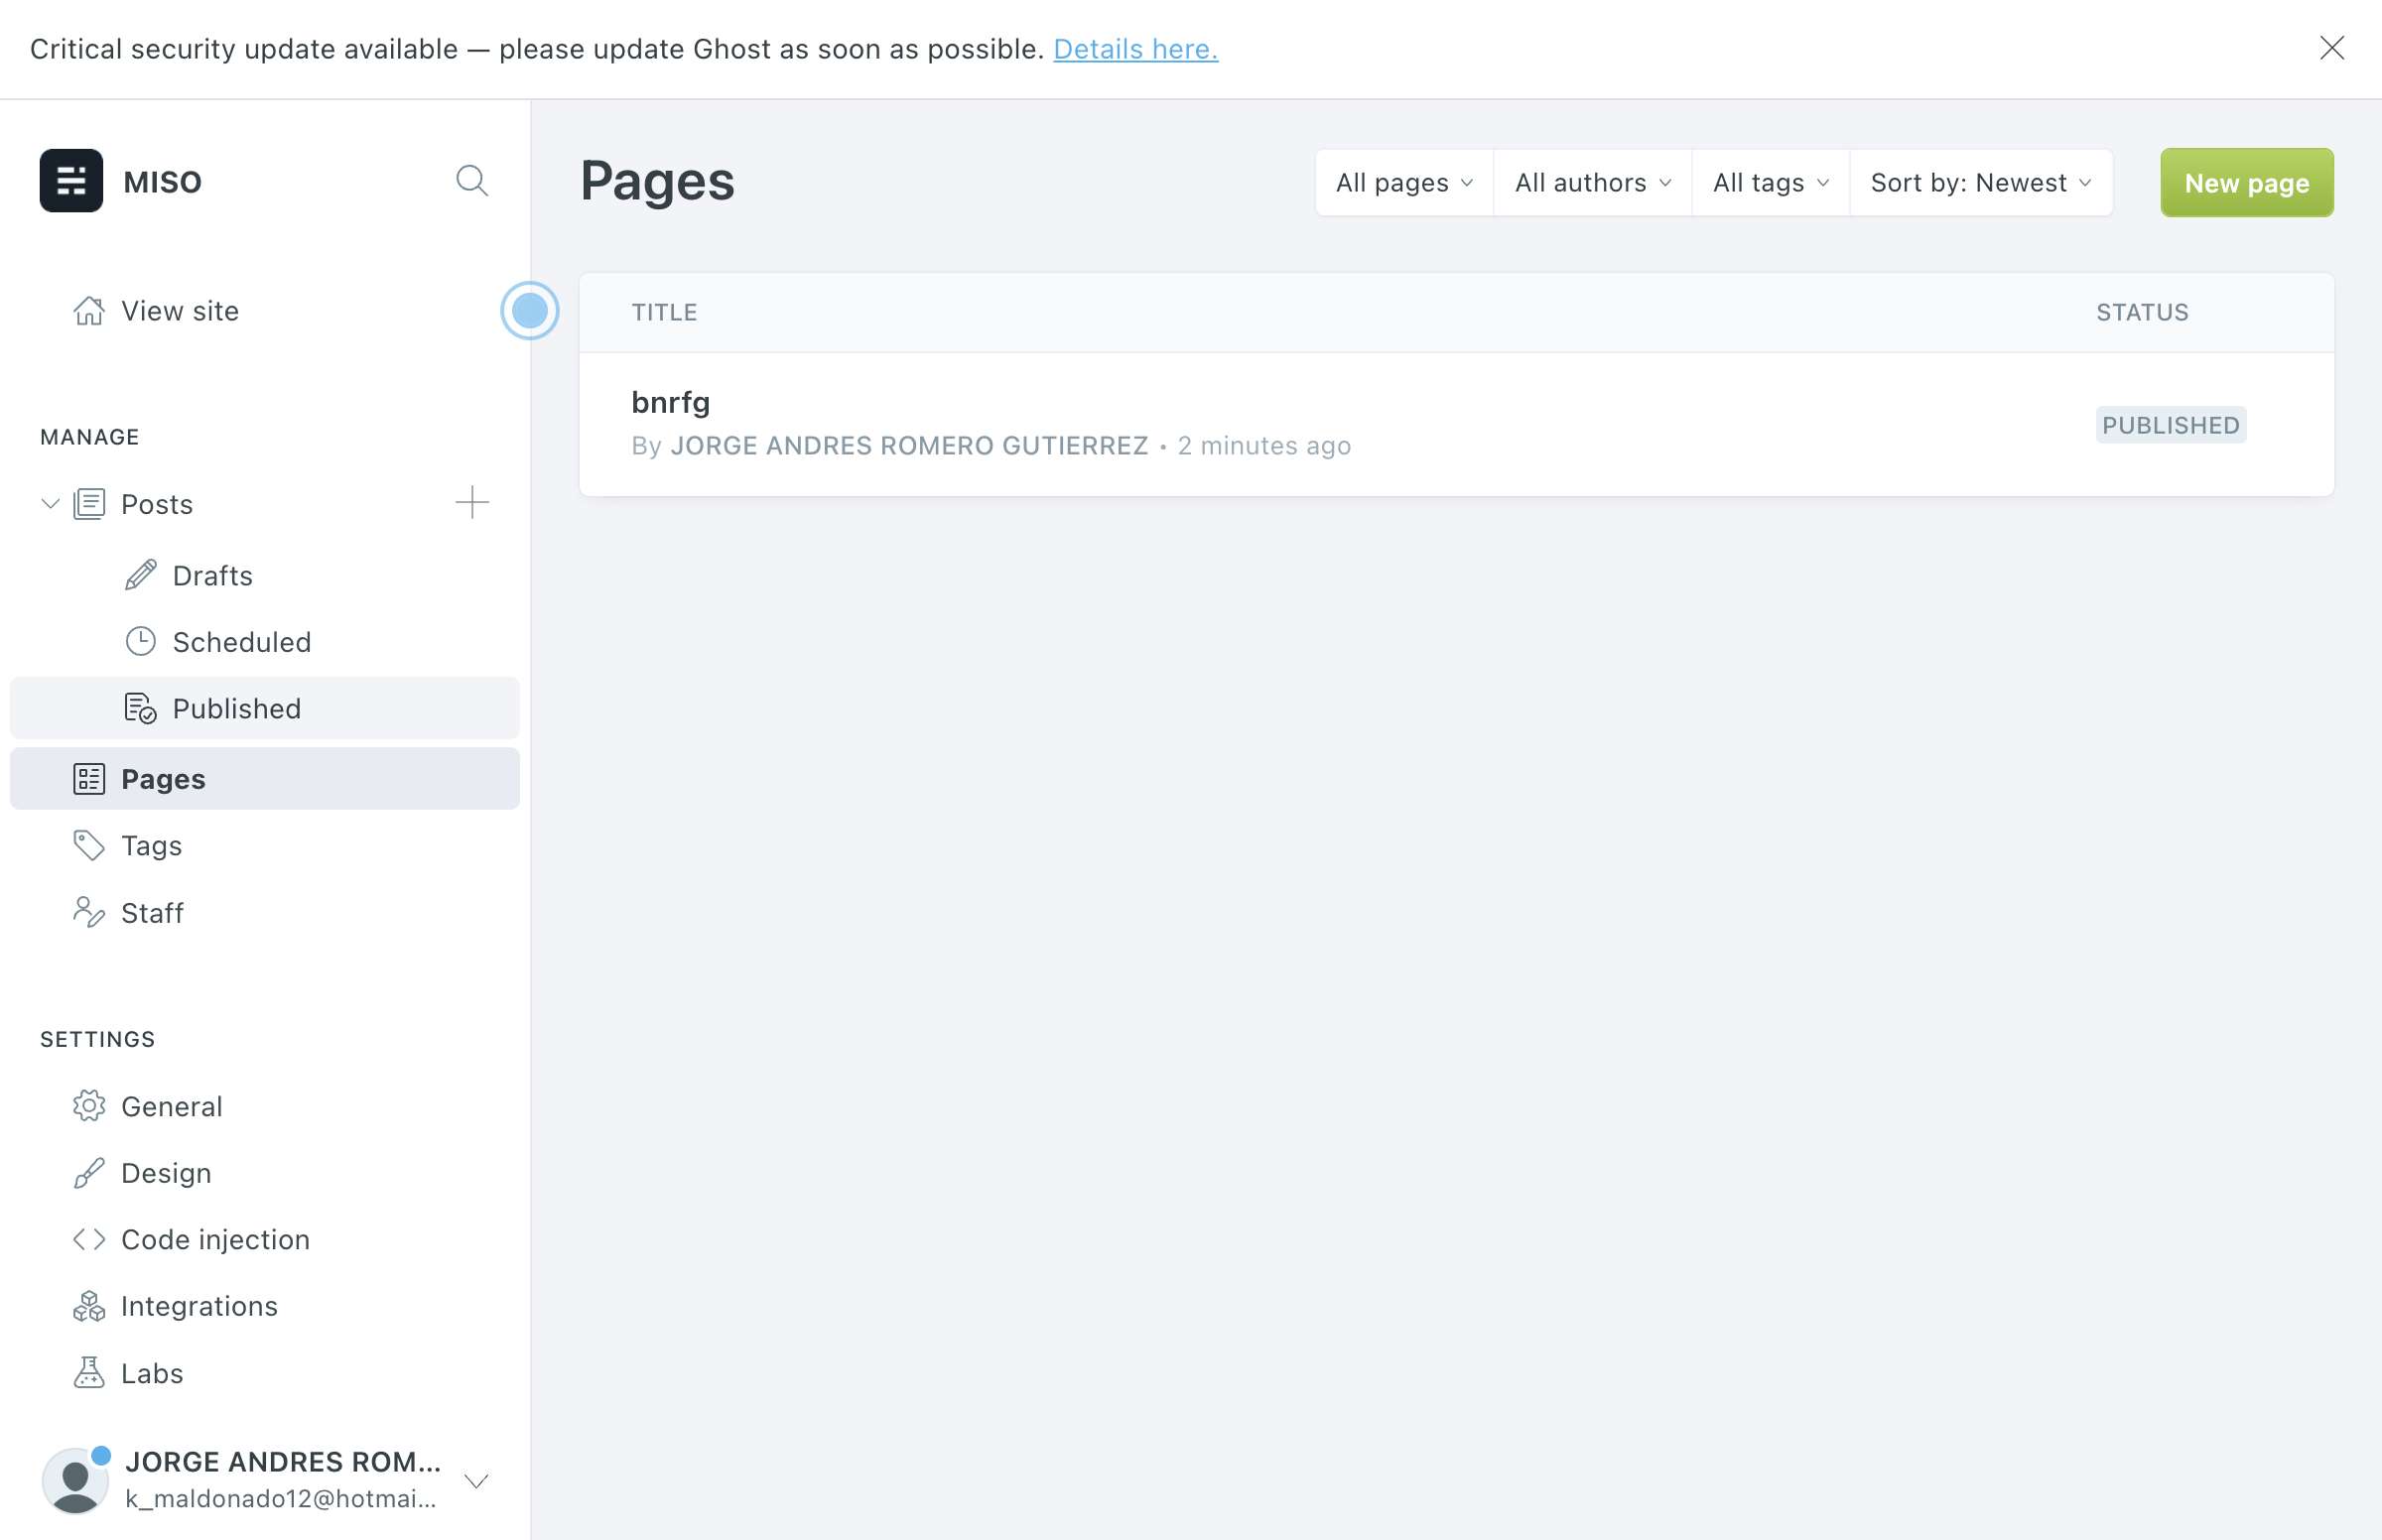 Critical security update available — please update Ghost as soon as possible. Details here.
MISO
View site
MANAGE
Posts
Drafts
Scheduled
Published
Pages
Tags
Staff
SETTINGS
General
Design
Code injection
Integrations
Labs
JORGE ANDRES ROM...
k_maldonado12@hotmai...
Pages
All pages
All authors
All tags
Sort by: Newest
New page
TITLE
STATUS
bnrfg
By JORGE ANDRES ROMERO GUTIERREZ • 2 minutes ago
PUBLISHED